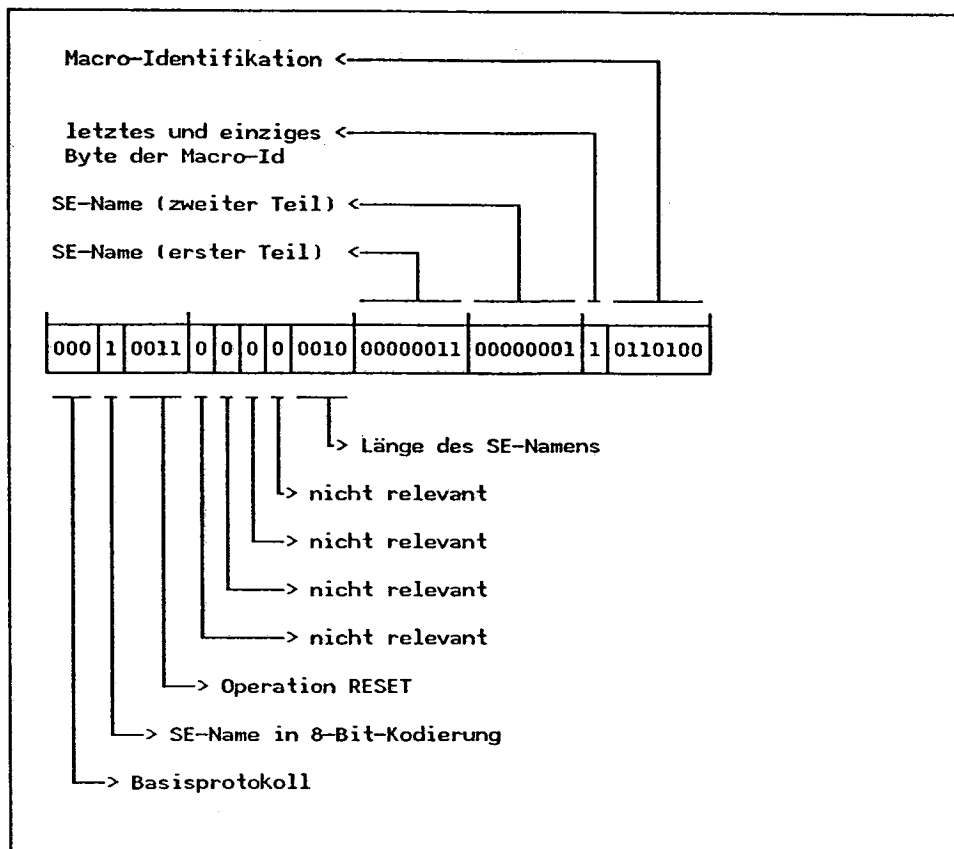 Macro-Identifikation <
letztes und einziges <
Byte der Macro-Id
SE-Name (zweiter Teil) <
SE-Name (erster Teil) <
000 1 0011 0 0 0 0 0010 00000011 00000001 1 0110100
> Länge des SE-Namens
> nicht relevant
> nicht relevant
> nicht relevant
> nicht relevant
> Operation RESET
> SE-Name in 8-Bit-Kodierung
> Basisprotokoll